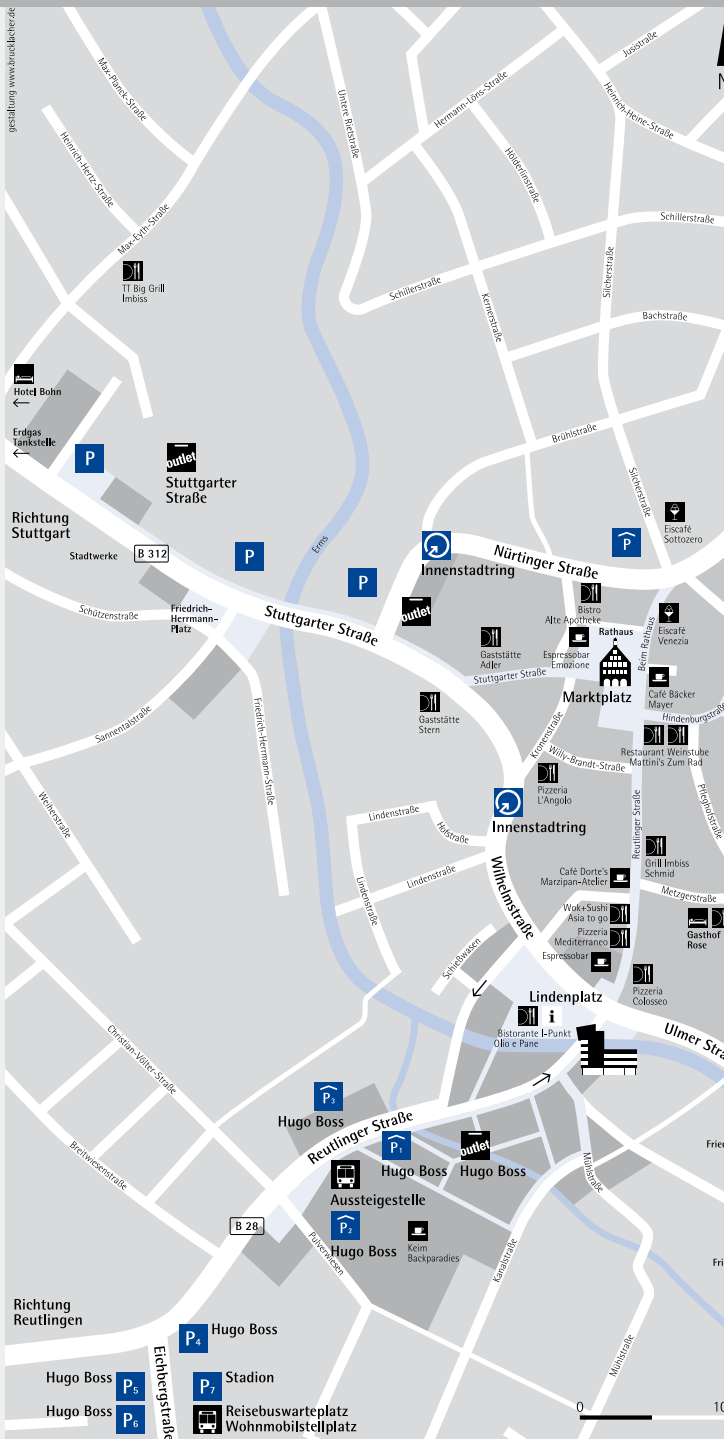 gestaltung www.brucklacher.de
Max-Planck-Straße
Heinrich-Hertz-Straße
Max-Eyth-Straße
TT Big Grill
Imbiss
Untere Rietstraße
Hermann-Löns-Straße
Jusistraße
Heinrich-Heine-Straße
N
Hölderlinstraße
Schillerstraße
Schillerstraße
Silcherstraße
Kernerstraße
Bachstraße
Brühlstraße
Silcherstraße
Hotel Bohn
←
Erdgas
Tankstelle
←
P
outlet
Stuttgarter
Straße
Richtung
Stuttgart
Stadtwerke
B 312
P
Erms
P
Innenstadtring
Nürtinger Straße
P
Eiscafé
Sottozero
Schützenstraße
Friedrich-
Herrmann-
Platz
Stuttgarter Straße
outlet
Bistro
Alte Apotheke
Gaststätte
Adler
Espressobar
Emozione
Rathaus
Beim Rathaus
Eiscafé
Venezia
Stuttgarter Straße
Marktplatz
Café Bäcker
Mayer
Hindenburgstraß
Sannentalstraße
Friedrich-Herrmann-Straße
Gaststätte
Stern
Kronenstraße
Willy-Brandt-Straße
Restaurant Weinstube
Mattini's Zum Rad
Pizzeria
L'Angolo
Pfleghofstraße
Weiherstraße
Innenstadtring
Lindenstraße
Hofstraße
Reutlinger Straße
Lindenstraße
Lindenstraße
Wilhelmstraße
Grill Imbiss
Schmid
Café Dorte's
Marzipan-Atelier
Metzgerstraße
Wok+Sushi
Asia to go
Pizzeria
Mediterraneo
Espressobar
Gasthof
Rose
Schießwasen
Lindenplatz
Pizzeria
Colosseo
i
Bistorante I-Punkt
Olio e Pane
Ulmer Stra
Christian-Völter-Straße
P3
Hugo Boss
Reutlinger Straße
P1
Hugo Boss
outlet
Hugo Boss
Breitwiesenstraße
Aussteigestelle
Mühlstraße
Fried
B 28
P2
Hugo Boss
Keim
Backparadies
Pulverwiesen
Kanalstraße
Fri
Richtung
Reutlingen
P4 Hugo Boss
Eichbergstraße
Mühlstraße
Hugo Boss P5
P7 Stadion
Hugo Boss P6
Reisebuswarteplatz
Wohnmobilstellplatz
0
10